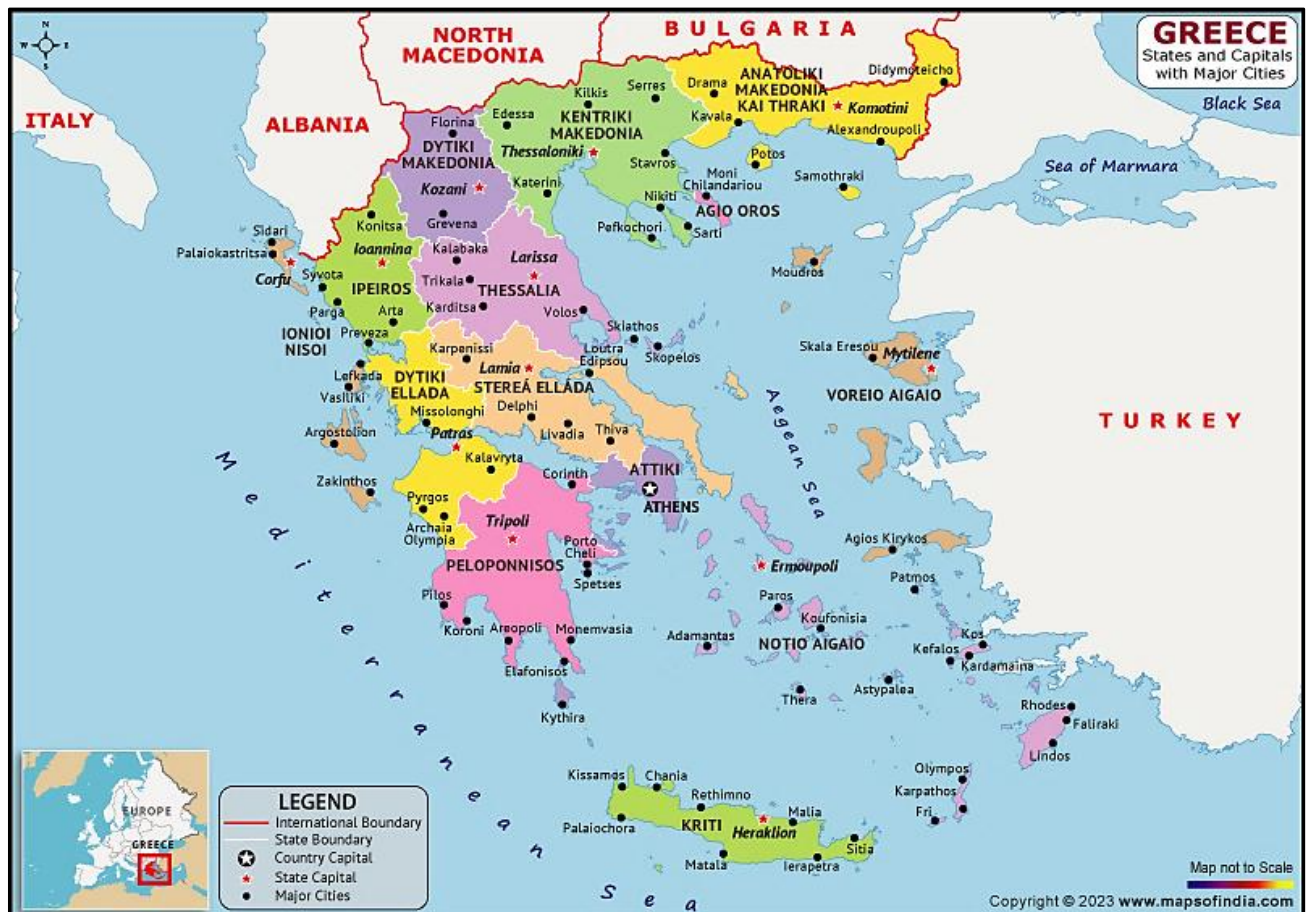 GREECE
States and Capitals
with Major Cities
N
W
E
S
NORTH
MACEDONIA
BULGARIA
ITALY
ALBANIA
Black Sea
Sea of Marmara
TURKEY
Didymoteicho
Drama
ANATOLIKI
MAKEDONIA
KAI THRAKI
Komotini
Kavala
Alexandroupoli
Serres
Kilkis
Edessa
KENTRIKI
MAKEDONIA
Thessaloniki
Stavros
Potos
Samothraki
Florina
DYTIKI
MAKEDONIA
Kozani
Grevena
Katerini
Moni
Chilandariou
AGIO OROS
Nikiti
Pefkochori
Sarti
Moudros
Konitsa
Ioannina
IPEIROS
Arta
Sidari
Palaiokastritsa
Corfu
Syvota
Parga
Preveza
IONIOI
NISOI
Kalabaka
Larissa
Trikala
THESSALIA
Karditsa
Volos
Skiathos
Skopelos
Loutra
Edipsou
Karpenissi
Lamia
STEREÁ ELLÁDA
Delphi
Livadia
Thiva
DYTIKI
ELLADA
Missolonghi
Patras
Lefkada
Vasiliki
Argostolion
Zakinthos
Kalavryta
Pyrgos
Archaia
Olympia
Corinth
ATTIKI
ATHENS
Skala Eresou
Mytilene
VOREIO AIGAIO
Aegean Sea
Tripoli
PELOPONNISOS
Porto
Cheli
Spetses
Pilos
Koroni
Areopoli
Monemvasia
Elafonisos
Kythira
Agios Kirykos
Patmos
Ermoupoli
Paros
Koufonisia
NOTIO AIGAIO
Adamantas
Thera
Astypalea
Kos
Kefalos
Kardamaina
Rhodes
Faliraki
Lindos
Olympos
Karpathos
Fri
Kissamos
Chania
Rethimno
Malia
KRITI
Heraklion
Palaiochora
Matala
Ierapetra
Sitia
Mediterranean Sea
EUROPE
GREECE
LEGEND
International Boundary
State Boundary
Country Capital
State Capital
Major Cities
Map not to Scale
Copyright © 2023 www.mapsofindia.com